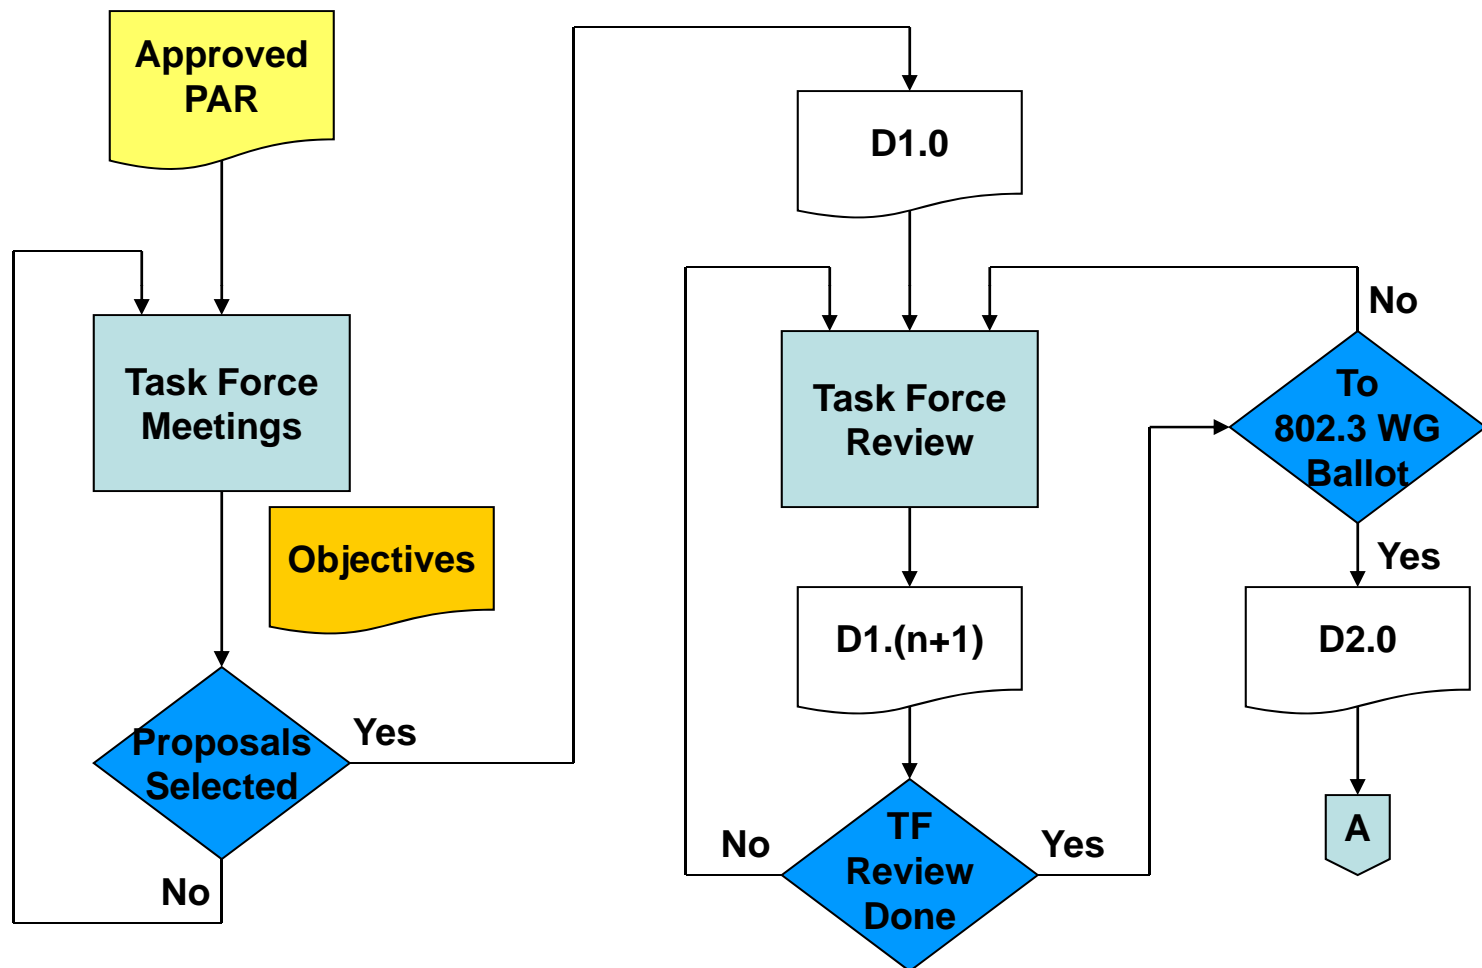 Approved
PAR
Task Force
Meetings
Objectives
Proposals
Selected
Yes
No
D1.0
Task Force
Review
D1.(n+1)
TF
Review
Done
No
Yes
To
802.3 WG
Ballot
No
Yes
D2.0
A